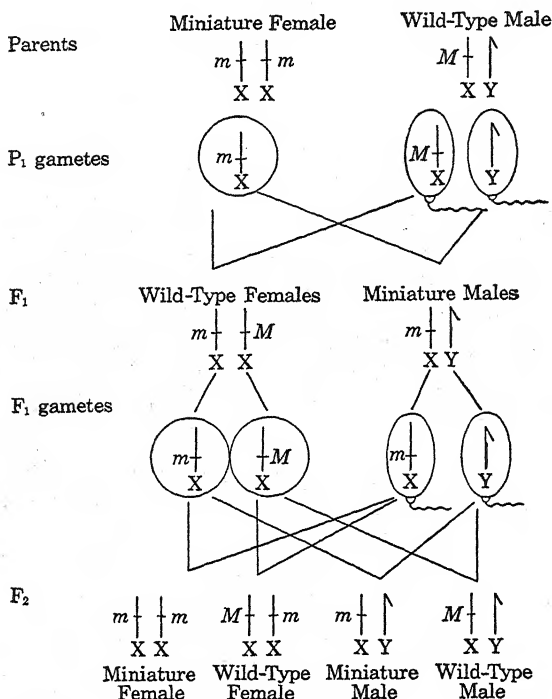 Miniature Female Wild-Type Male
Parents
m m M
X X X Y
P₁ gametes
m M
X X Y
F₁ Wild-Type Females Miniature Males
m M m
X X X Y
F₁ gametes
m M m
X X X Y
F₂
m m M m m M
X X X X X Y X Y
Miniature Wild-Type Miniature Wild-Type
Female Female Male Male